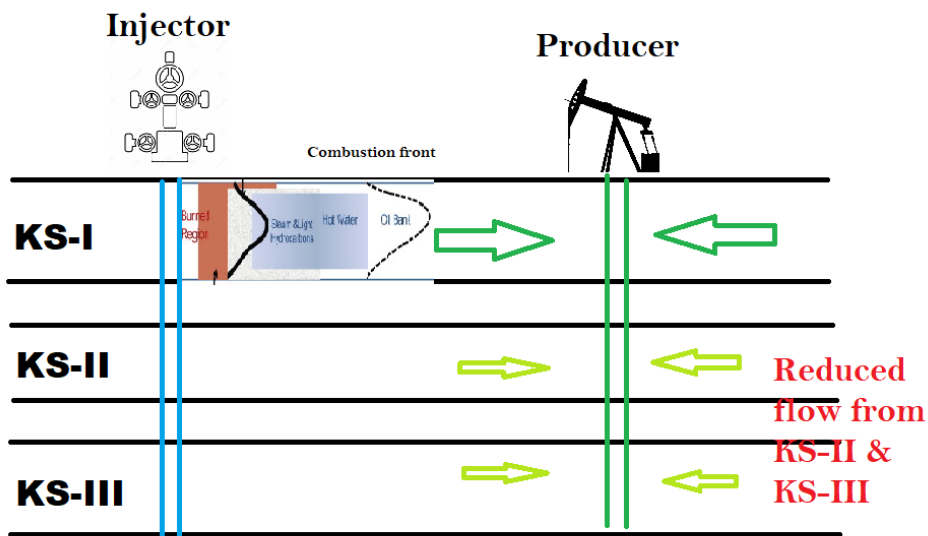 Injector
Producer
Combustion front
KS-I
Burned
Region
Steam &Light
Hydrocarbons
Hot Water
Oil Bank
KS-II
KS-III
Reduced
flow from
KS-II &
KS-III